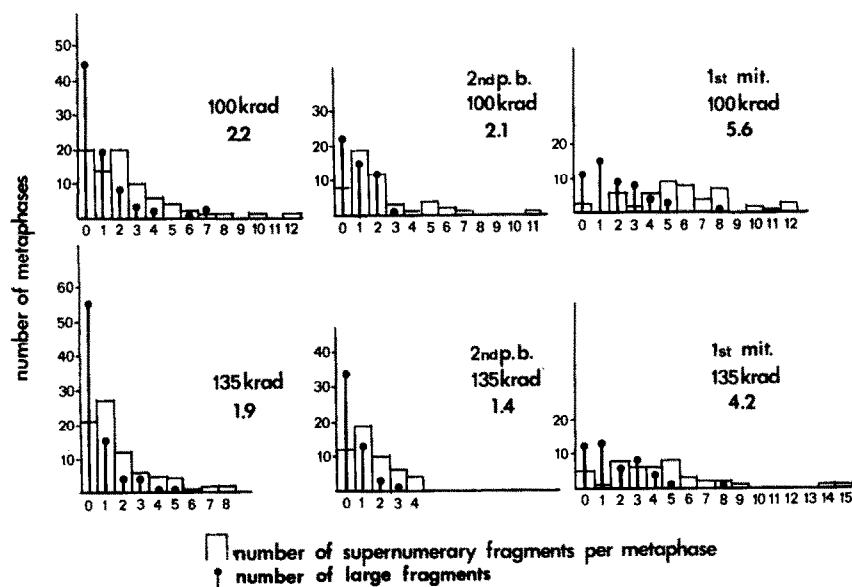 number of metaphases
50
40
30
20
10
100krad
2.2
0 1 2 3 4 5 6 7 8 9 10 11 12
30
20
10
2nd p.b.
100krad
2.1
0 1 2 3 4 5 6 7 8 9 10 11
20
10
1st mit.
100krad
5.6
0 1 2 3 4 5 6 7 8 9 10 11 12
60
50
40
30
20
10
135krad
1.9
0 1 2 3 4 5 6 7 8
40
30
20
10
2nd p.b.
135krad
1.4
0 1 2 3 4
20
10
1st mit.
135krad
4.2
0 1 2 3 4 5 6 7 8 9 10 11 12 13 14 15
number of supernumerary fragments per metaphase
number of large fragments